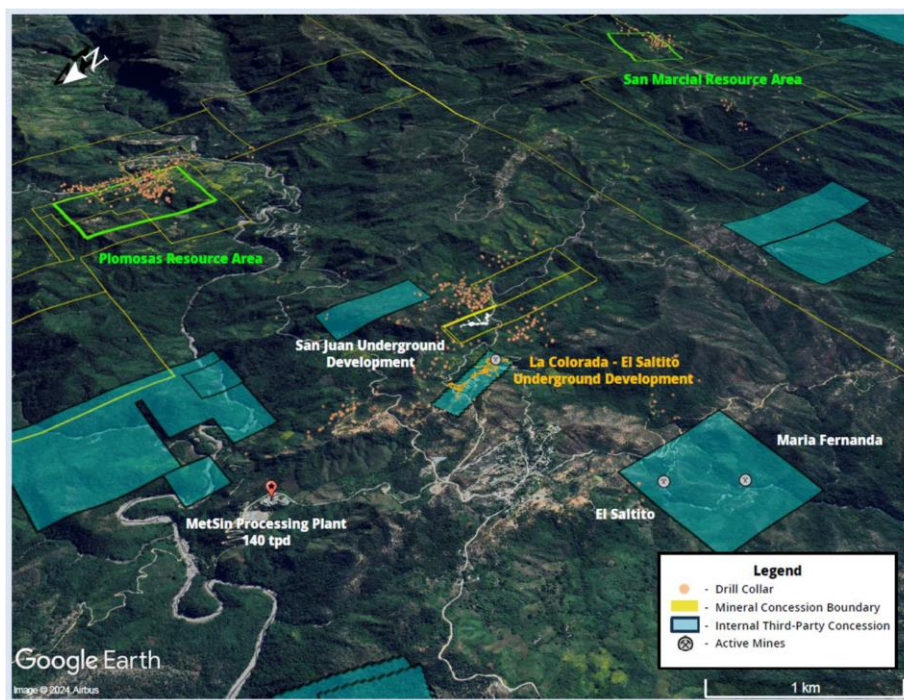 N
San Marcial Resource Area
Plomosas Resource Area
San Juan Underground
Development
La Colorada - El Saltito
Underground Development
Maria Fernanda
El Saltito
MetSin Processing Plant
140 tpd
Legend
- Drill Collar
- Mineral Concession Boundary
- Internal Third-Party Concession
- Active Mines
Google Earth
Image © 2024 Airbus
1 km